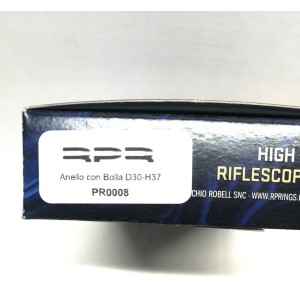 RPR
Anello con Bolla D30-H37
PR0008
HIGH
RIFLESCOP
CHIO ROBELL SNC - WWW.RPRINGS.